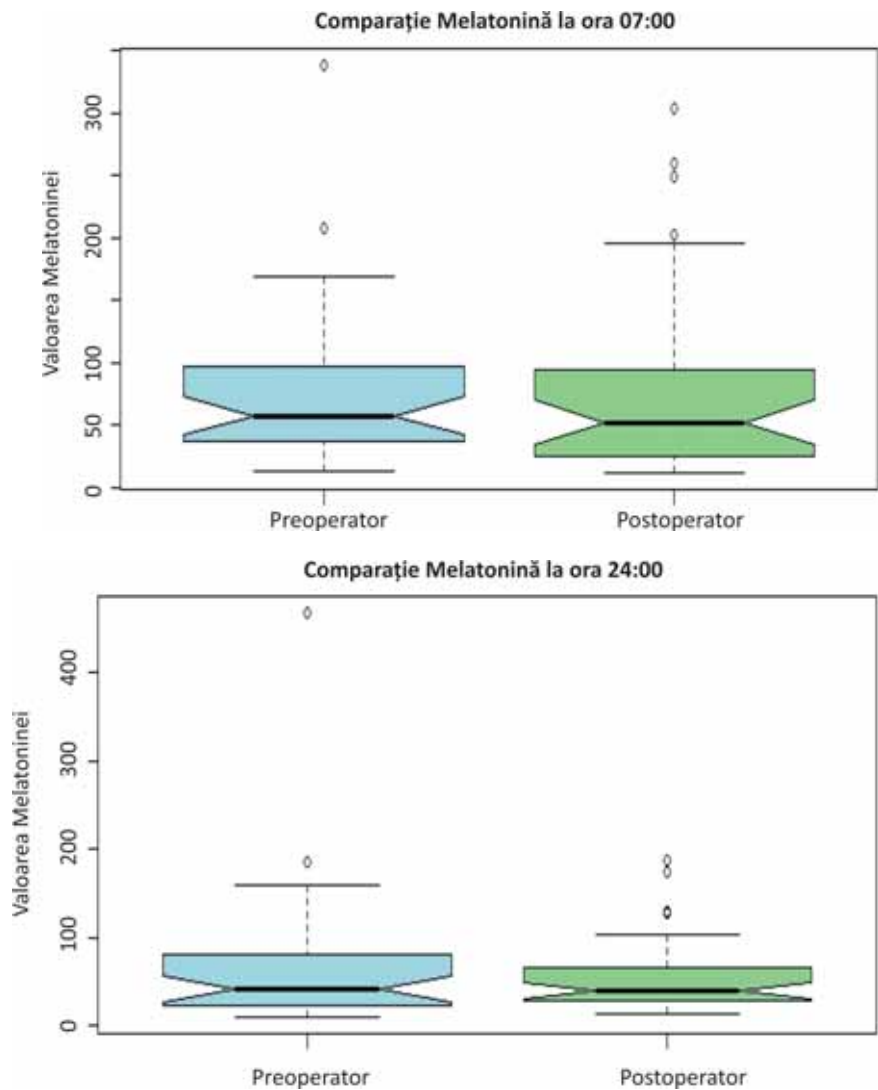 Comparație Melatonină la ora 07:00
Valoarea Melatoninei
300
200
100
50
0
Preoperator Postoperator
Comparație Melatonină la ora 24:00
Valoarea Melatoninei
400
300
200
100
0
Preoperator Postoperator